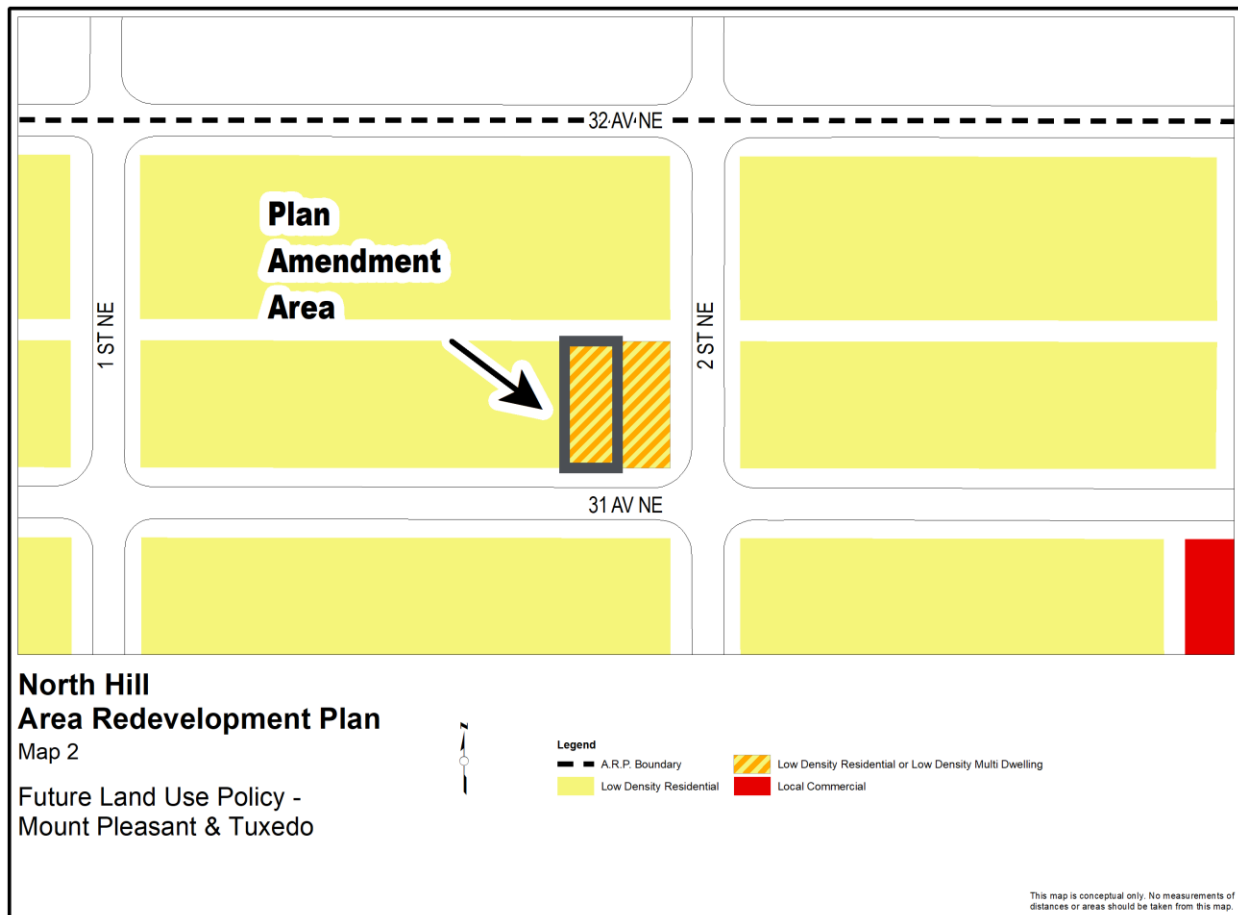 32 AV NE
Plan
Amendment
Area
1 ST NE
2 ST NE
31 AV NE
North Hill
Area Redevelopment Plan
Map 2
Future Land Use Policy -
Mount Pleasant & Tuxedo
N
Legend
A.R.P. Boundary
Low Density Residential or Low Density Multi Dwelling
Low Density Residential
Local Commercial
This map is conceptual only. No measurements of
distances or areas should be taken from this map.